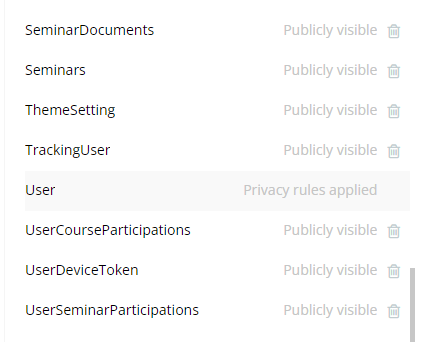 SeminarDocuments Publicly visible
Seminars Publicly visible
ThemeSetting Publicly visible
TrackingUser Publicly visible
User Privacy rules applied
UserCourseParticipations Publicly visible
UserDeviceToken Publicly visible
UserSeminarParticipations Publicly visible